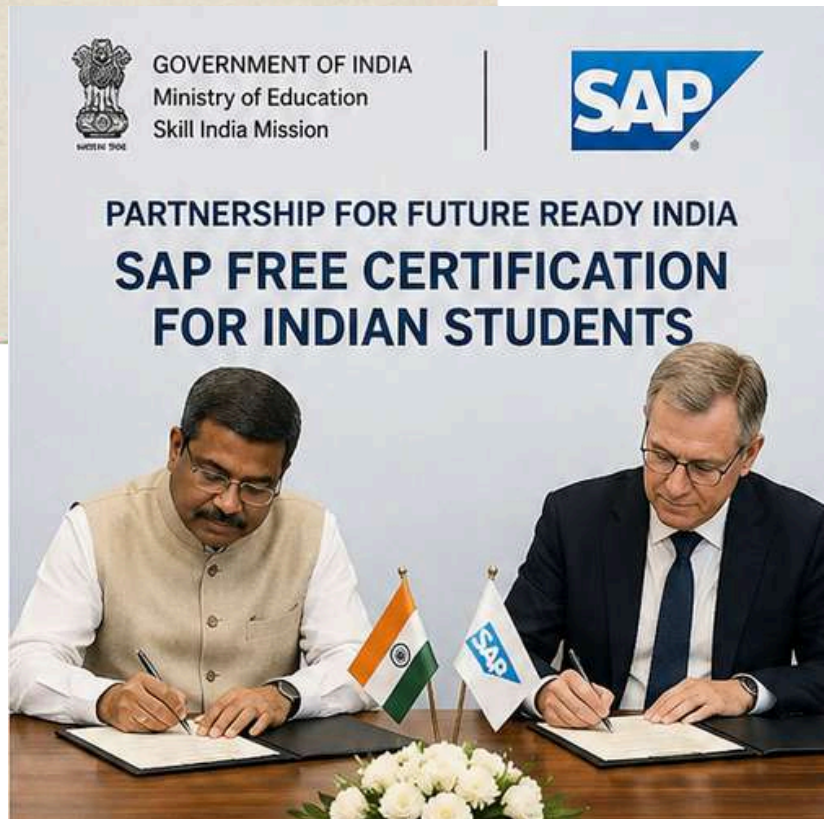 GOVERNMENT OF INDIA
Ministry of Education
Skill India Mission
SAP
®
PARTNERSHIP FOR FUTURE READY INDIA
SAP FREE CERTIFICATION
FOR INDIAN STUDENTS
SAP